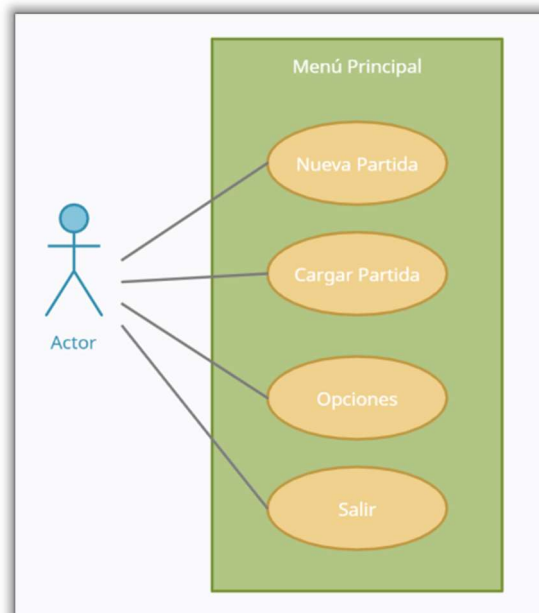 Menú Principal
Nueva Partida
Cargar Partida
Actor
Opciones
Salir